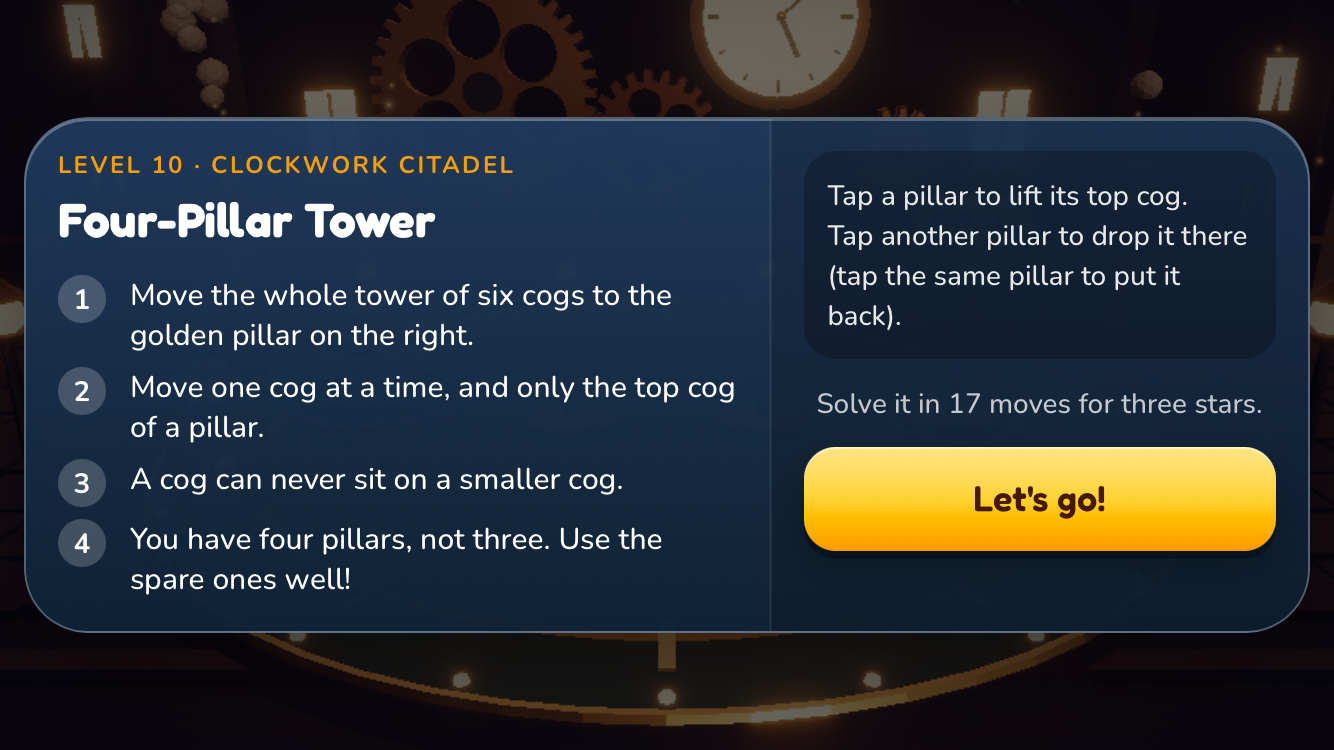 LEVEL 10 · CLOCKWORK CITADEL
Four-Pillar Tower
1 Move the whole tower of six cogs to the
golden pillar on the right.
2 Move one cog at a time, and only the top cog
of a pillar.
3 A cog can never sit on a smaller cog.
4 You have four pillars, not three. Use the
spare ones well!
Tap a pillar to lift its top cog.
Tap another pillar to drop it there
(tap the same pillar to put it
back).
Solve it in 17 moves for three stars.
Let's go!